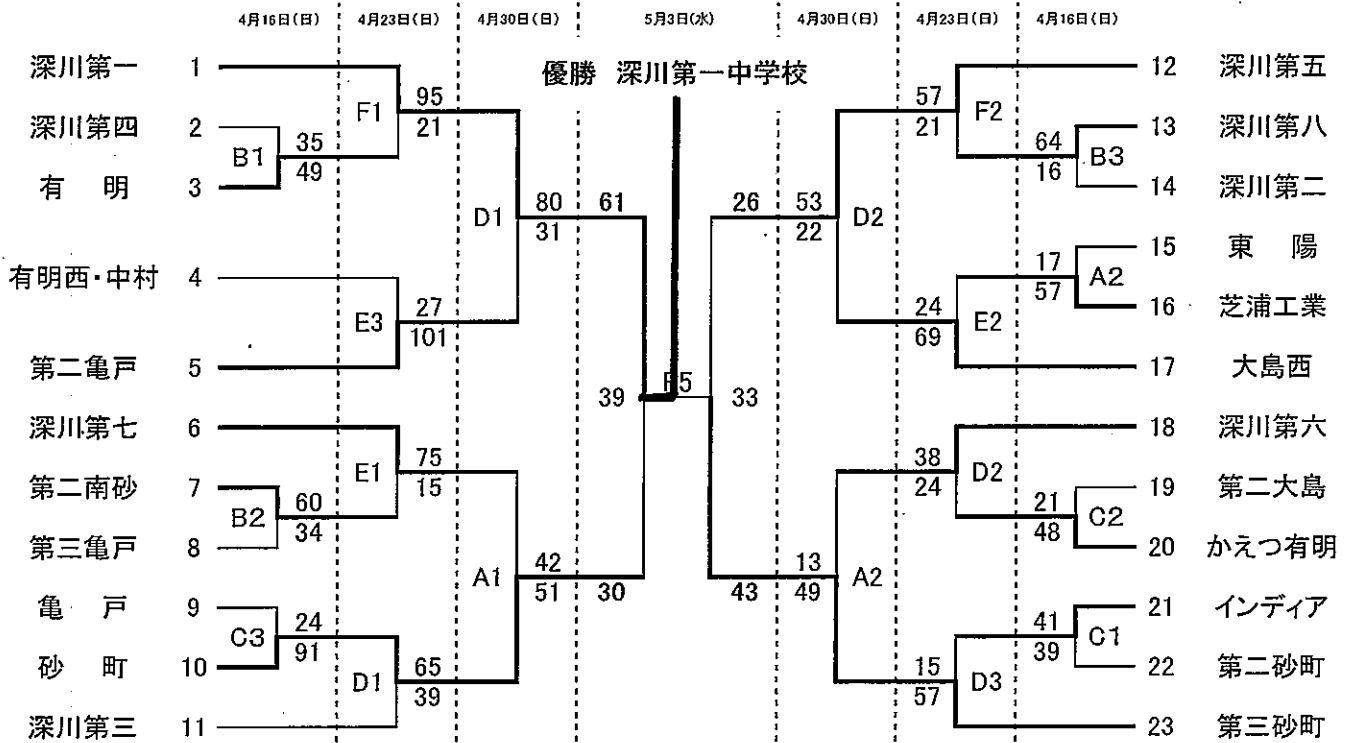 4月16日(日) 4月23日(日) 4月30日(日) 5月3日(水) 4月30日(日) 4月23日(日) 4月16日(日)
優勝 深川第一中学校
深川第一 1
深川第四 2
有 明 3
有明西・中村 4
第二亀戸 5
深川第七 6
第二南砂 7
第三亀戸 8
亀 戸 9
砂 町 10
深川第三 11
B1 35
49
B2 60
34
C3 24
91
F1 95
21
E3 27
101
E1 75
15
D1 65
39
D1 80
31
A1 42
51
61
30
39
33
26
43
53
22 D2
13
49 A2
57
21 F2
24
69 E2
38
24 D2
15
57 D3
64
16 B3
17
57 A2
21
48 C2
41
39 C1
12 深川第五
13 深川第八
14 深川第二
15 東 陽
16 芝浦工業
17 大島西
18 深川第六
19 第二大島
20 かえつ有明
21 インディア
22 第二砂町
23 第三砂町